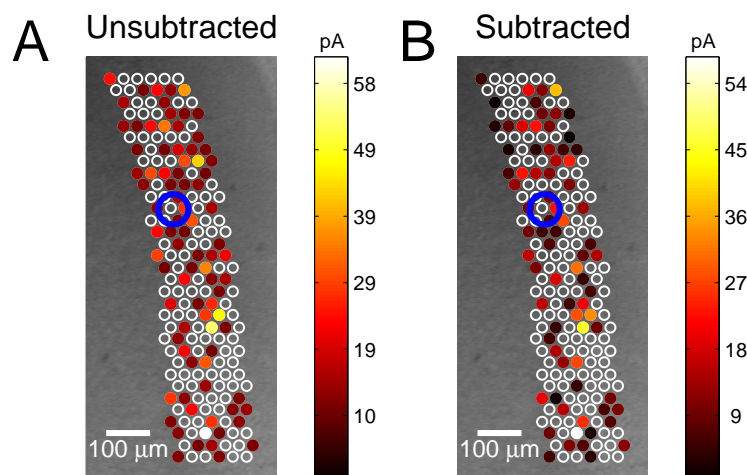 A
Unsubtracted
pA
58
49
39
29
19
10
100 µm
B
Subtracted
pA
54
45
36
27
18
9
100 µm